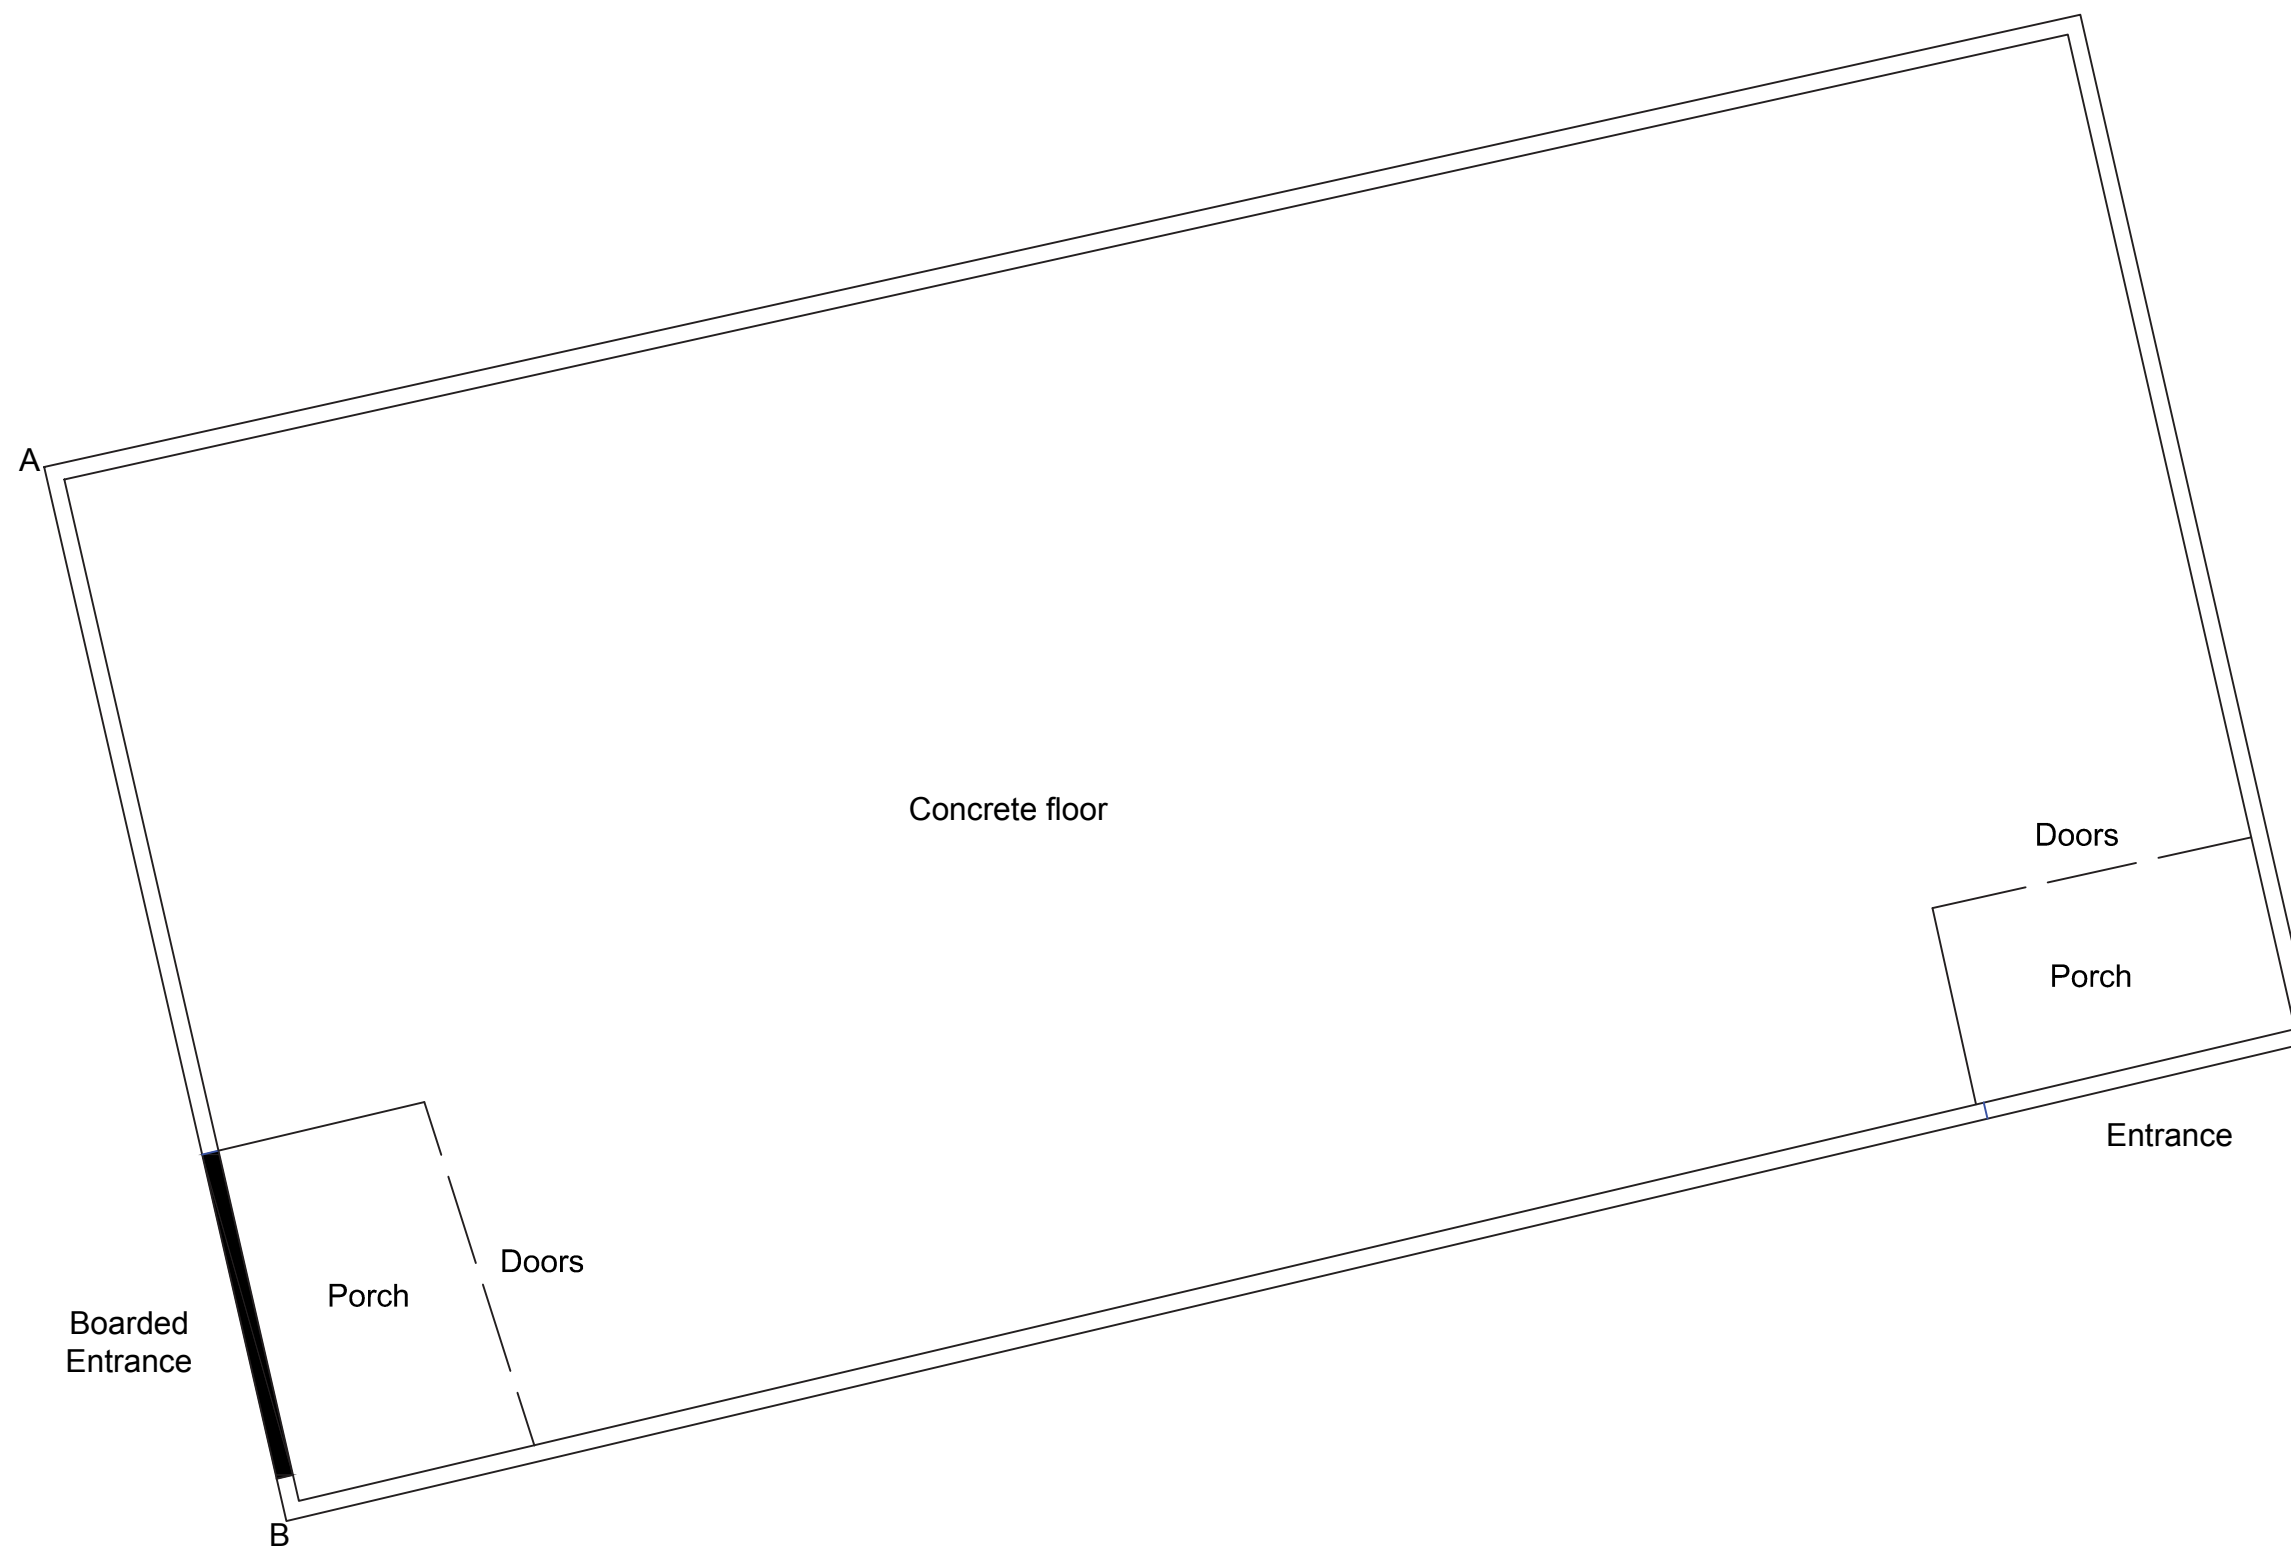 A
Concrete floor
Doors
Porch
Entrance
Doors
Porch
Boarded
Entrance
B